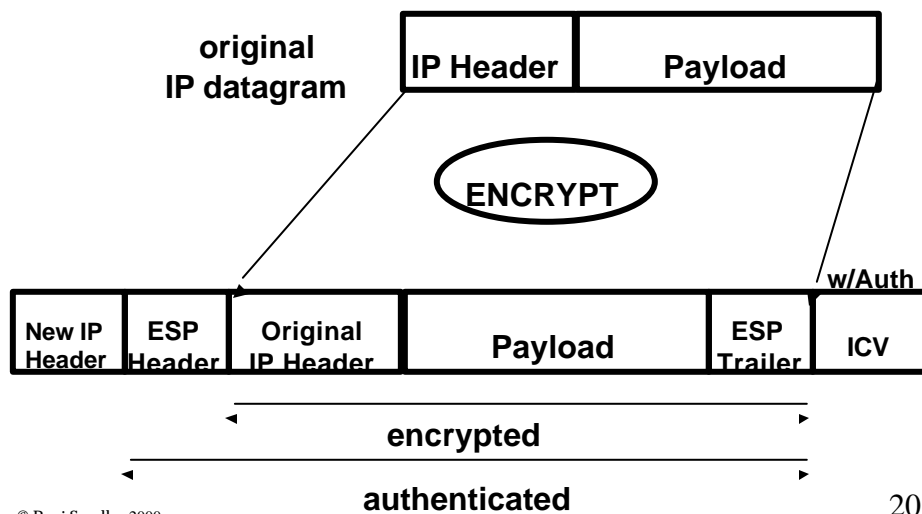 original
IP datagram
IP Header
Payload
ENCRYPT
w/Auth
New IP
Header
ESP
Header
Original
IP Header
Payload
ESP
Trailer
ICV
encrypted
authenticated
20